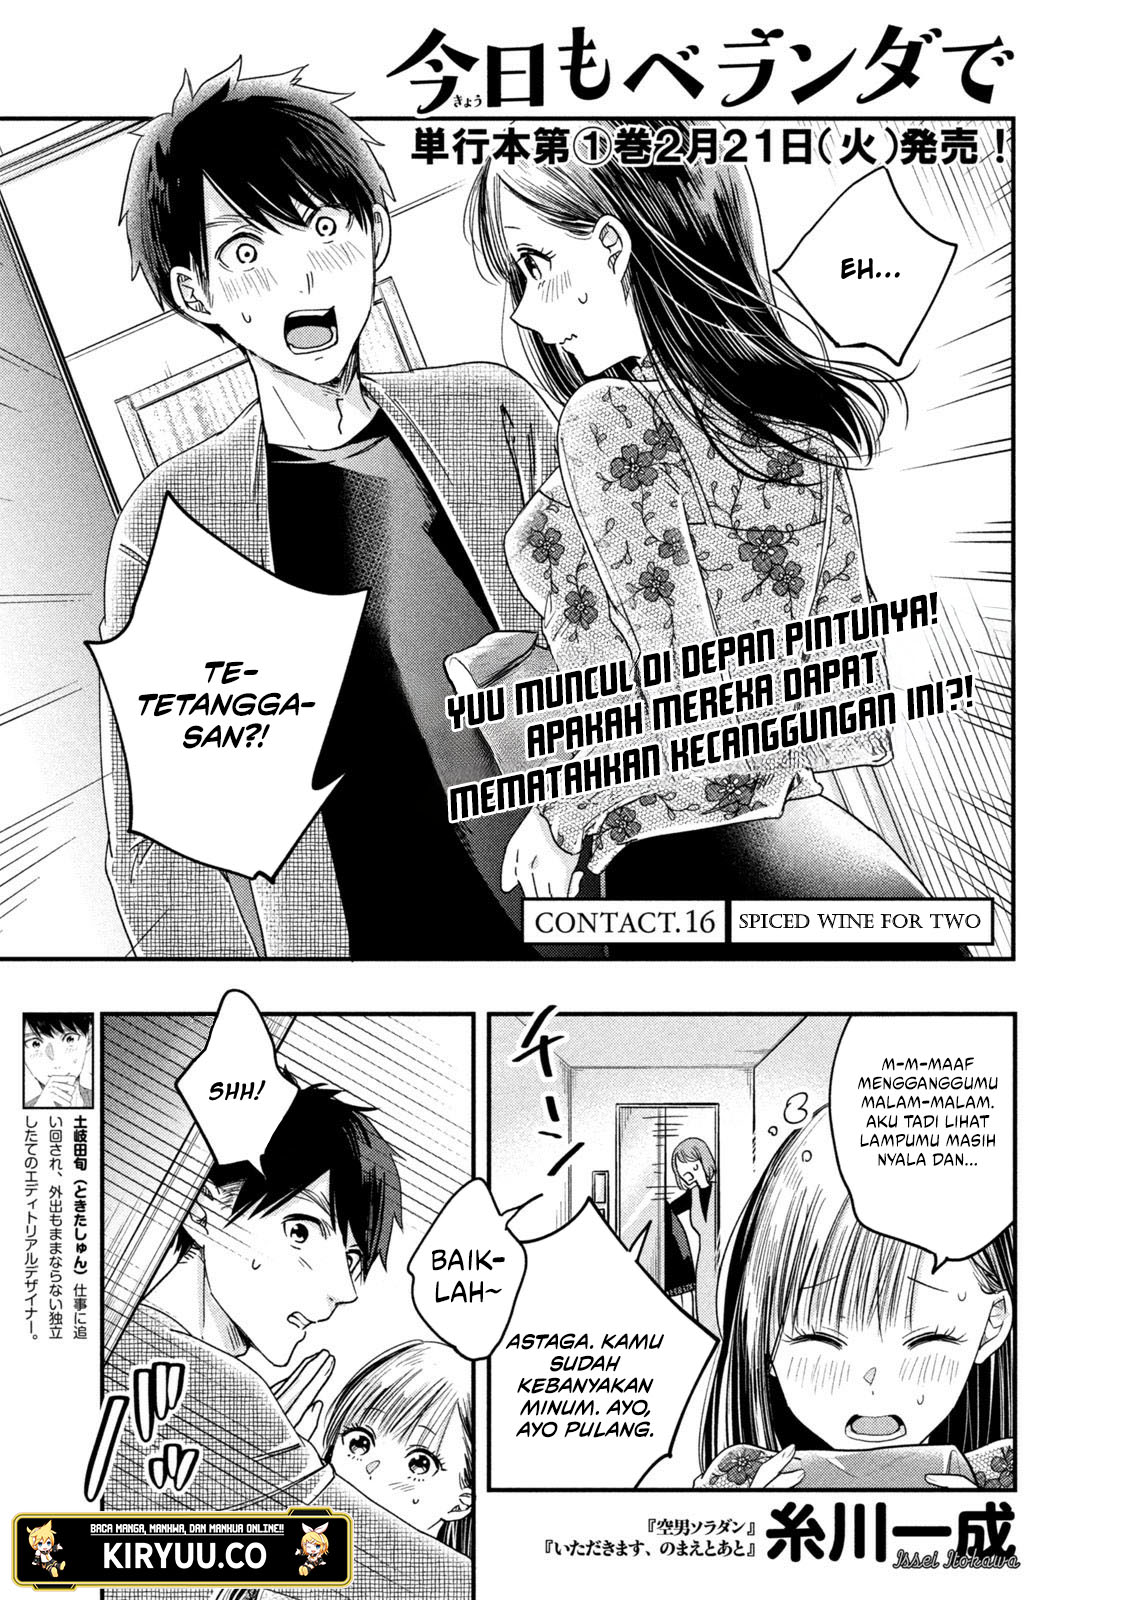 今日もベランダで
きょう
単行本第①巻2月21日(火)発売!
EH...
TE-
TETANGGA-
SAN?!
YUU MUNCUL DI DEPAN PINTUNYA!
APAKAH MEREKA DAPAT
MEMATAHKAN KECANGGUNGAN INI?!
CONTACT.16
SPICED WINE FOR TWO
M-M-MAAF
MENGGANGGUMU
MALAM-MALAM.
AKU TADI LIHAT
LAMPUMU MASIH
NYALA DAN...
ASTAGA. KAMU
SUDAH
KEBANYAKAN
MINUM. AYO,
AYO PULANG.
BAIK-
LAH~
SHH!
土岐田旬(ときたしゅん) 仕事に追
い回され、外出もままならない独立
したてのエディトリアルデザイナー。
『空男ソラダン』
『いただきます、のまえとあと』
糸川一成
Issei Itokawa
BACA MANGA, MANHWA, DAN MANHUA ONLINE!!
KIRYUU.CO